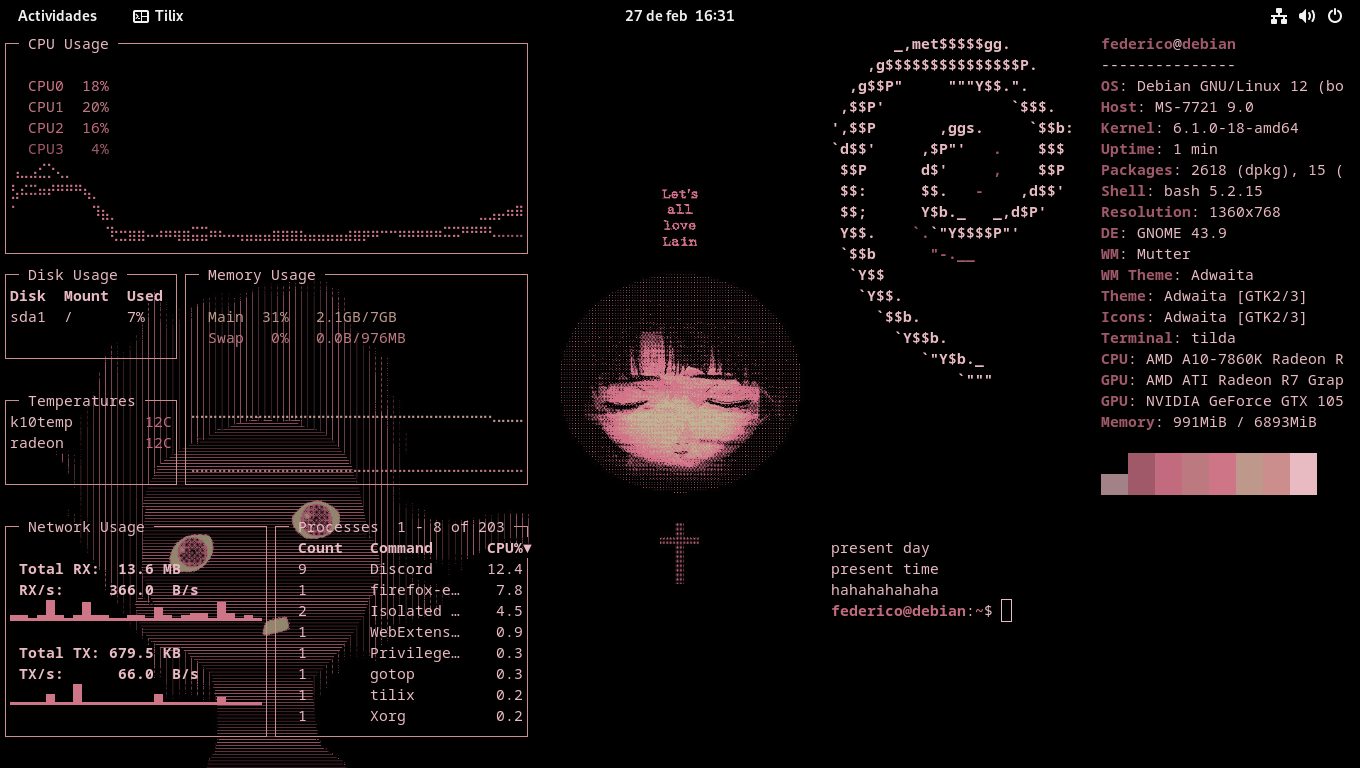 Actividades Tilix 27 de feb 16:31
CPU Usage
CPU0 18%
CPU1 20%
CPU2 16%
CPU3 4%
Disk Usage
Disk Mount Used
sda1 / 7%
Memory Usage
Main 31% 2.1GB/7GB
Swap 0% 0.0B/976MB
Temperatures
k10temp 12C
radeon 12C
Network Usage
Total RX: 13.6 MB
RX/s: 366.0 B/s
Total TX: 679.5 KB
TX/s: 66.0 B/s
Processes 1 - 8 of 203
Count Command CPU%▼
9 Discord 12.4
1 firefox-e… 7.8
2 Isolated … 4.5
1 WebExtens… 0.9
1 Privilege… 0.3
1 gotop 0.3
1 tilix 0.2
1 Xorg 0.2
Let's
all
love
Lain
_,met$$$$$gg.
,g$$$$$$$$$$$$$$$P.
,g$$P" """Y$$.".
,$$P' `$$$.
',$$P ,ggs. `$$b:
`d$$' ,$P"' . $$$
$$P d$' , $$P
$$: $$. - ,d$$'
$$; Y$b._ _,d$P'
Y$$. `.`"Y$$$$P"'
`$$b "-.__
`Y$$
`Y$$.
`$$b.
`Y$$b.
`"Y$b._
`"""
federico@debian
---------------
OS: Debian GNU/Linux 12 (bo
Host: MS-7721 9.0
Kernel: 6.1.0-18-amd64
Uptime: 1 min
Packages: 2618 (dpkg), 15 (
Shell: bash 5.2.15
Resolution: 1360x768
DE: GNOME 43.9
WM: Mutter
WM Theme: Adwaita
Theme: Adwaita [GTK2/3]
Icons: Adwaita [GTK2/3]
Terminal: tilda
CPU: AMD A10-7860K Radeon R
GPU: AMD ATI Radeon R7 Grap
GPU: NVIDIA GeForce GTX 105
Memory: 991MiB / 6893MiB
present day
present time
hahahahahaha
federico@debian:~$